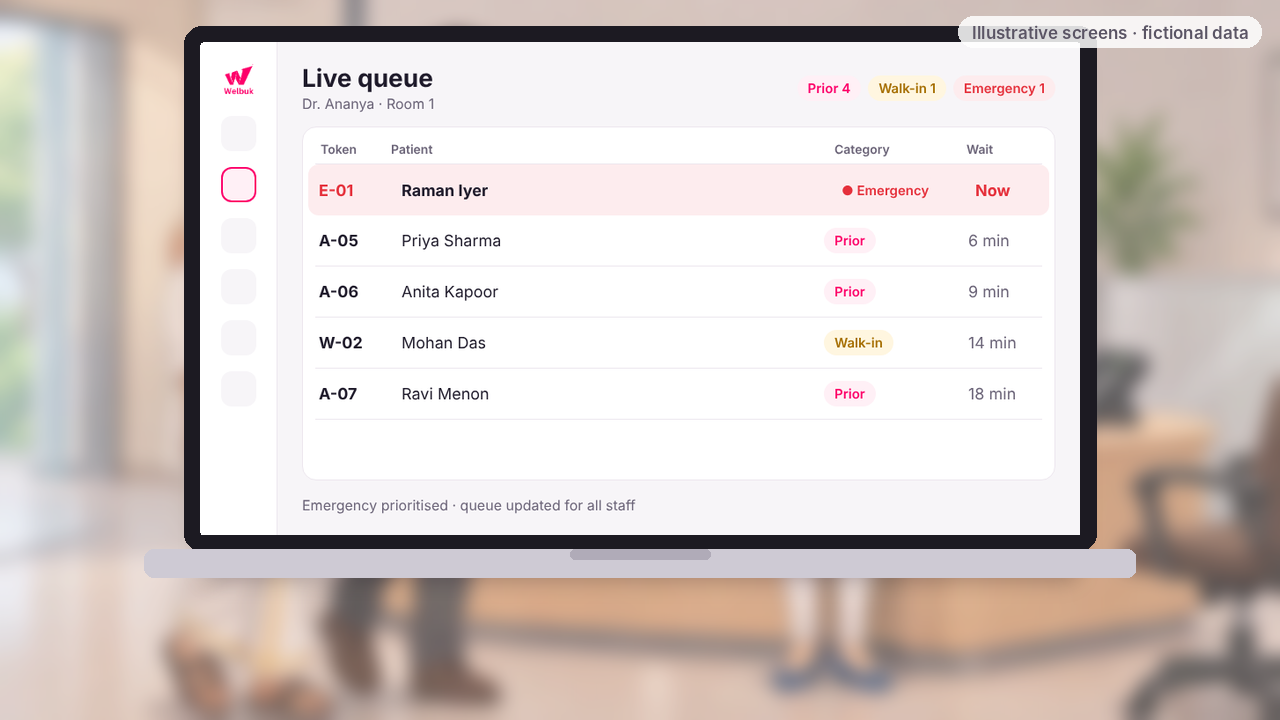 Illustrative screens · fictional data
Welbuk
Live queue
Dr. Ananya · Room 1
Prior 4
Walk-in 1
Emergency 1
Token Patient Category Wait
E-01 Raman Iyer Emergency Now
A-05 Priya Sharma Prior 6 min
A-06 Anita Kapoor Prior 9 min
W-02 Mohan Das Walk-in 14 min
A-07 Ravi Menon Prior 18 min
Emergency prioritised · queue updated for all staff